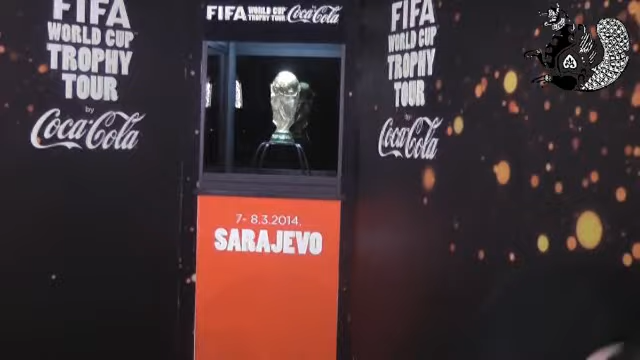 FIFA
WORLD CUP
TROPHY
TOUR
by
Coca-Cola
FIFA WORLD CUP TROPHY TOUR Coca-Cola
FIFA
WORLD CUP
TROPHY
TOUR
by
Coca-Cola
7- 8.3.2014.
SARAJEVO